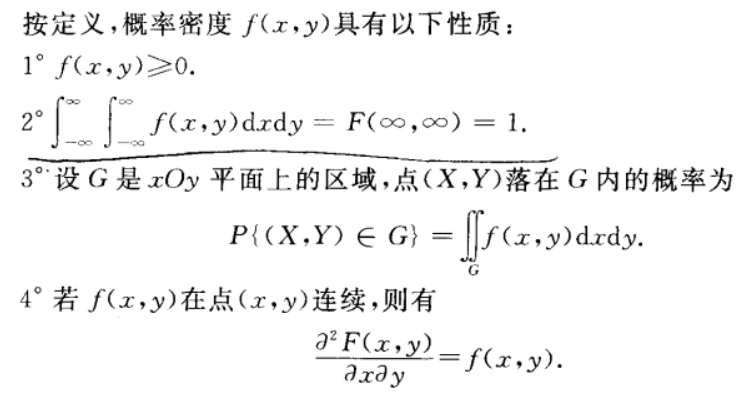 按定义,概率密度 f(x,y)具有以下性质:
1° f(x,y)⩾0.
2° ∫_{-∞}^{∞} ∫_{-∞}^{∞} f(x,y)dxdy = F(∞,∞) = 1.
3° 设 G 是 xOy 平面上的区域,点(X,Y)落在 G 内的概率为
P{(X,Y) ∈ G} = ∬_G f(x,y)dxdy.
4° 若 f(x,y)在点(x,y)连续,则有
∂²F(x,y)/∂x∂y = f(x,y).